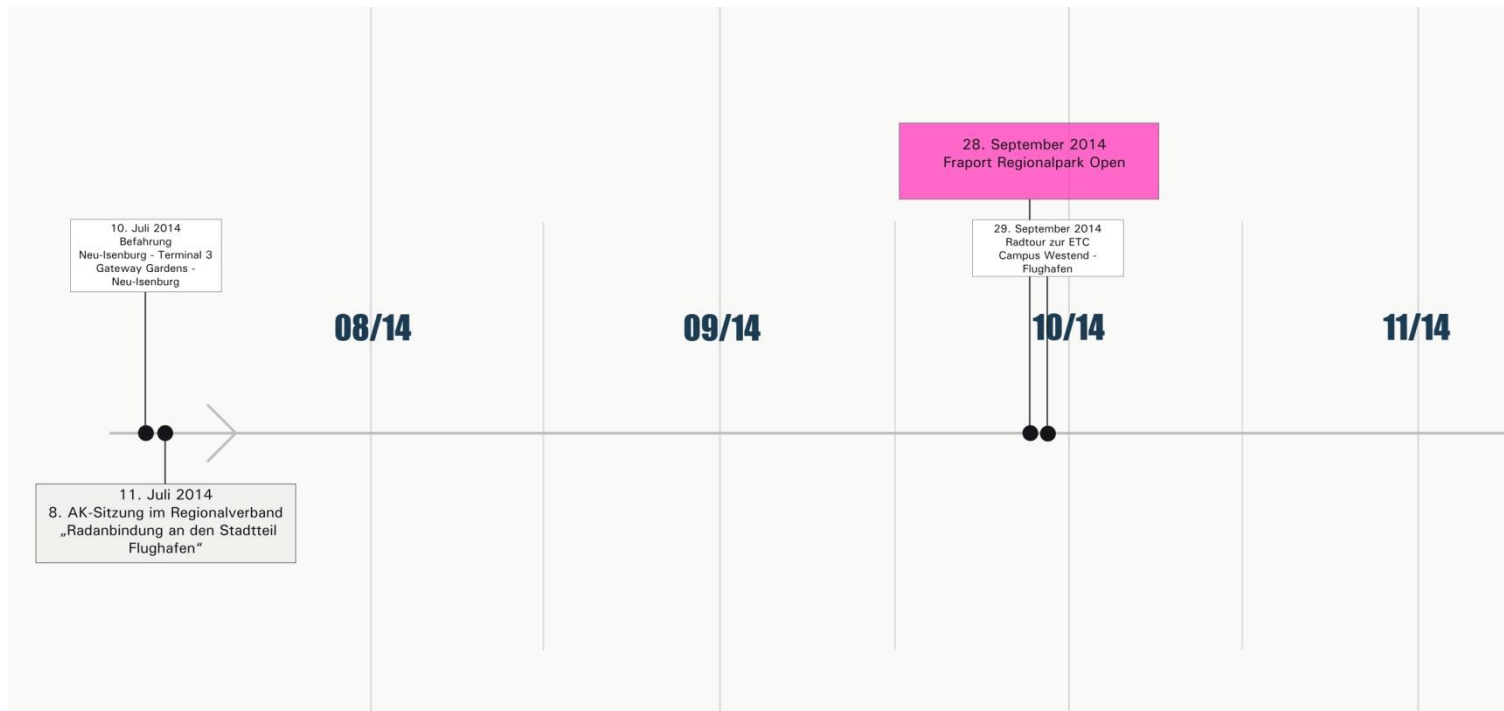 28. September 2014
Fraport Regionalpark Open
10. Juli 2014
Befahrung
Neu-Isenburg - Terminal 3
Gateway Gardens -
Neu-Isenburg
29. September 2014
Radtour zur ETC
Campus Westend -
Flughafen
08/14
09/14
10/14
11/14
11. Juli 2014
8. AK-Sitzung im Regionalverband
„Radanbindung an den Stadtteil
Flughafen“